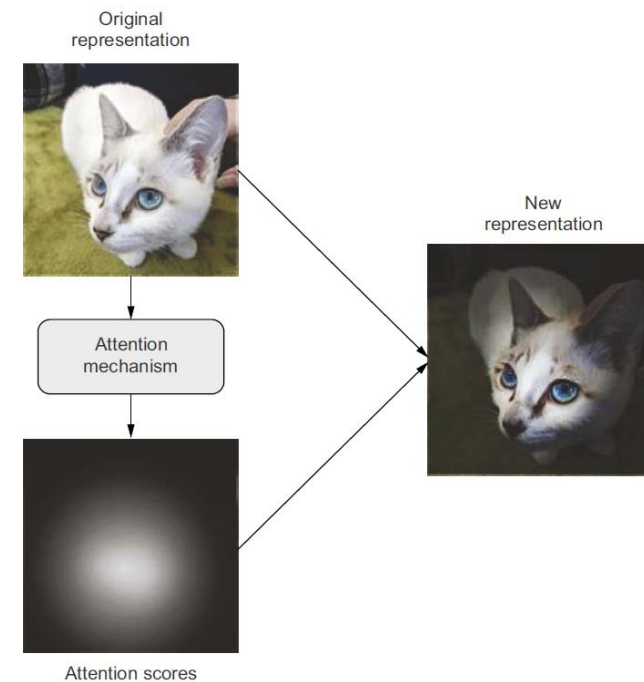 Original
representation
New
representation
Attention
mechanism
Attention scores